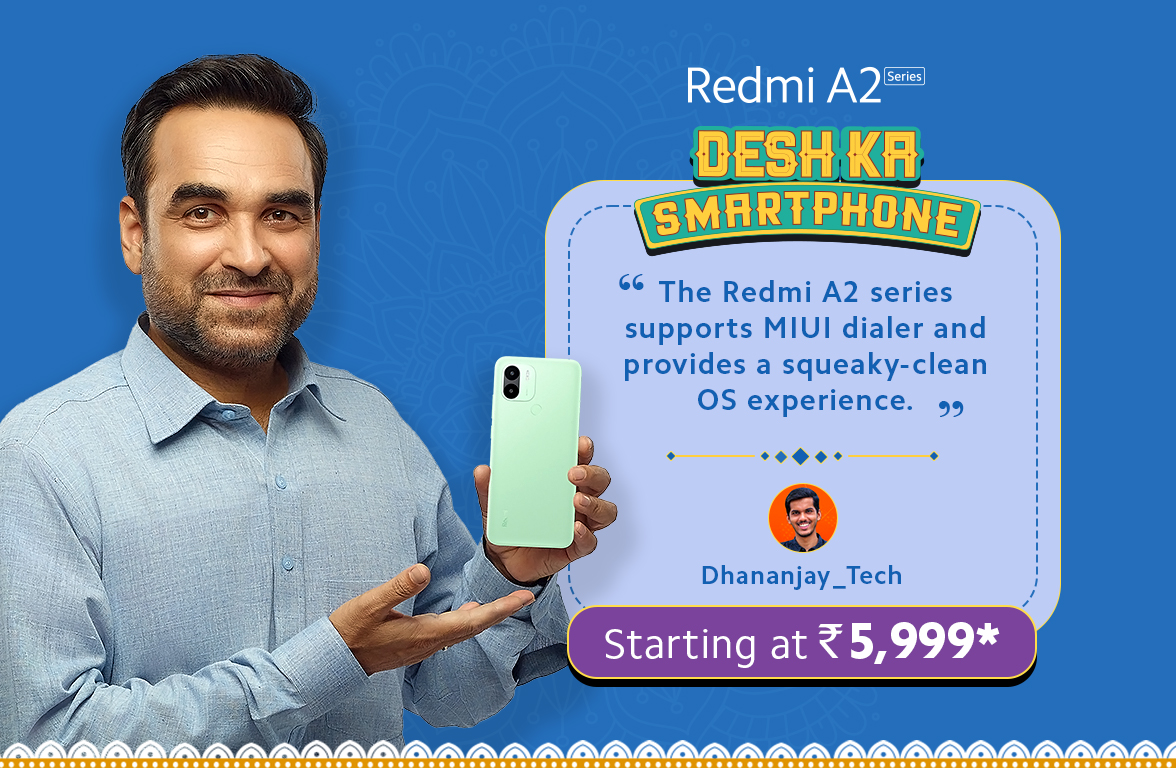 Redmi A2 Series
DESH KA
SMARTPHONE
“ The Redmi A2 series
supports MIUI dialer and
provides a squeaky-clean
OS experience. ”
Dhananjay_Tech
Starting at ₹5,999*